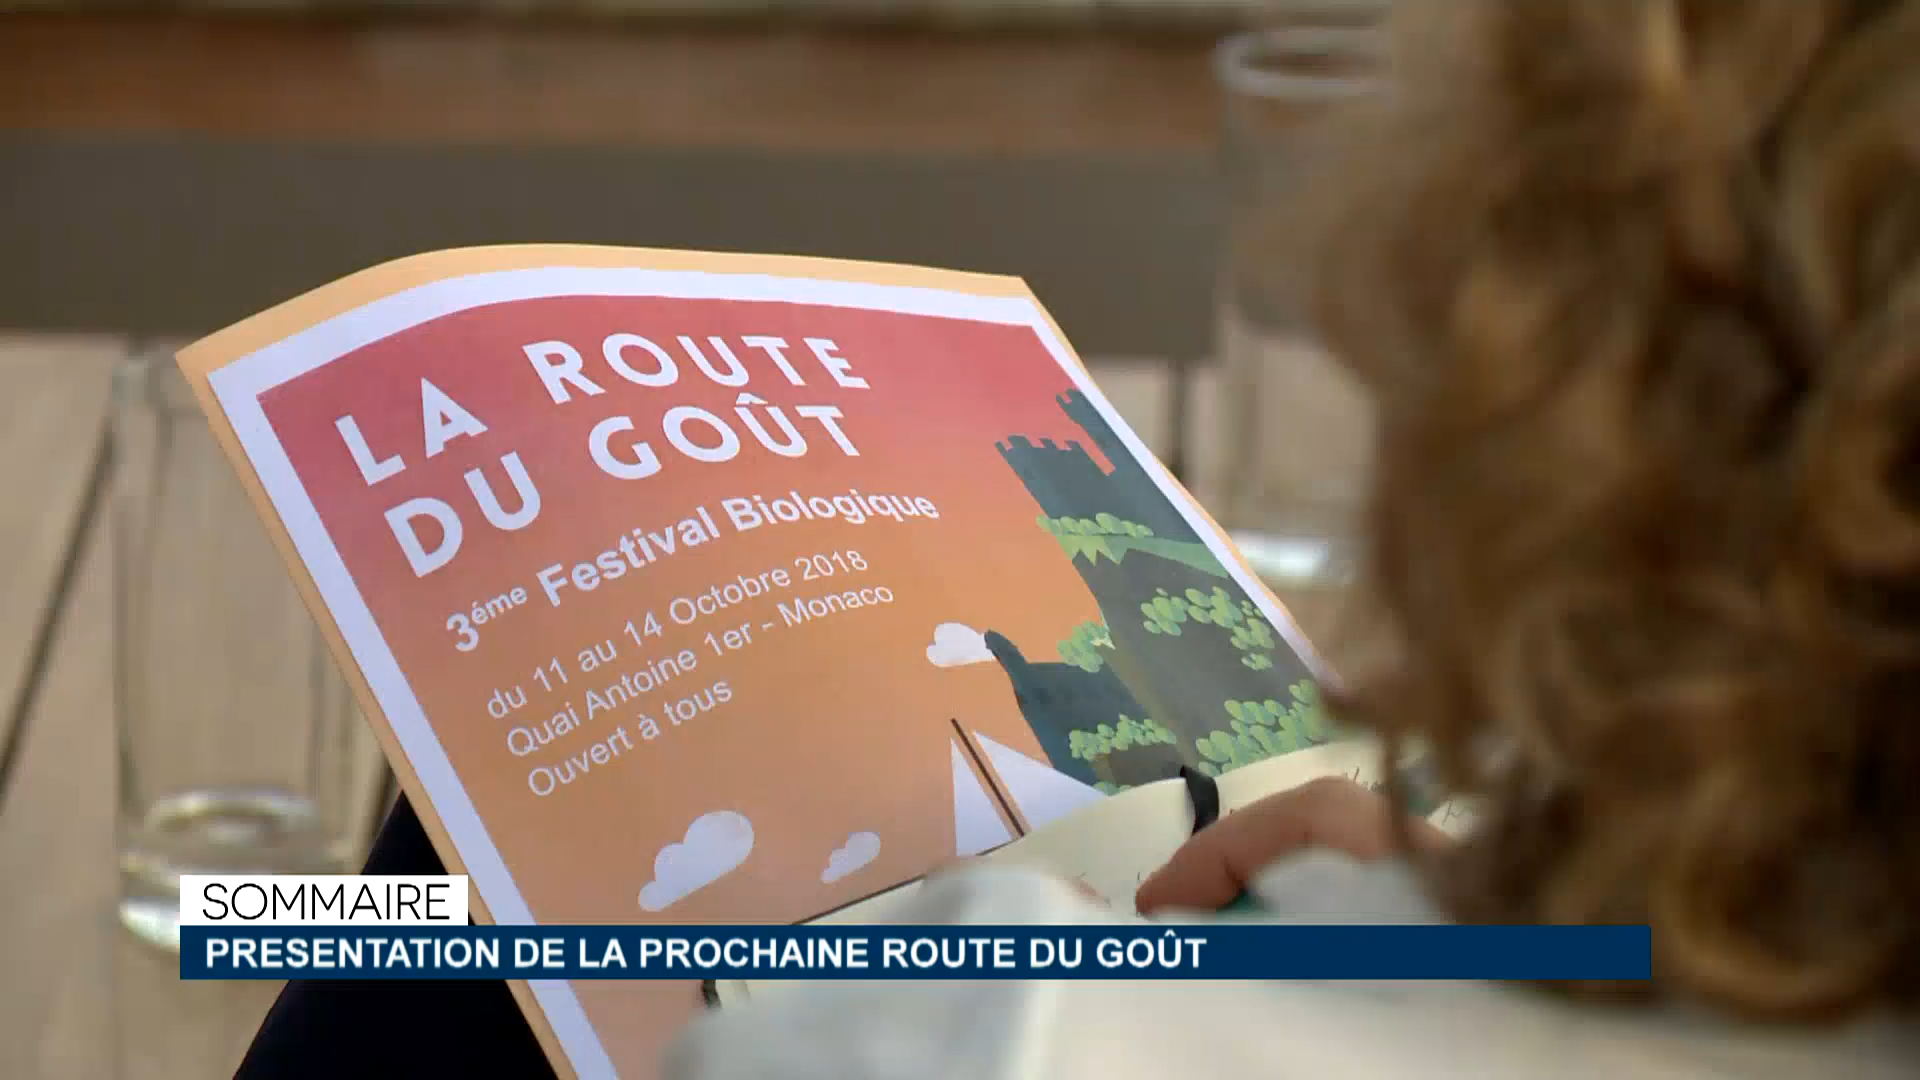 LA ROUTE
DU GOÛT
3éme Festival Biologique
du 11 au 14 Octobre 2018
Quai Antoine 1er - Monaco
Ouvert à tous
SOMMAIRE
PRESENTATION DE LA PROCHAINE ROUTE DU GOÛT